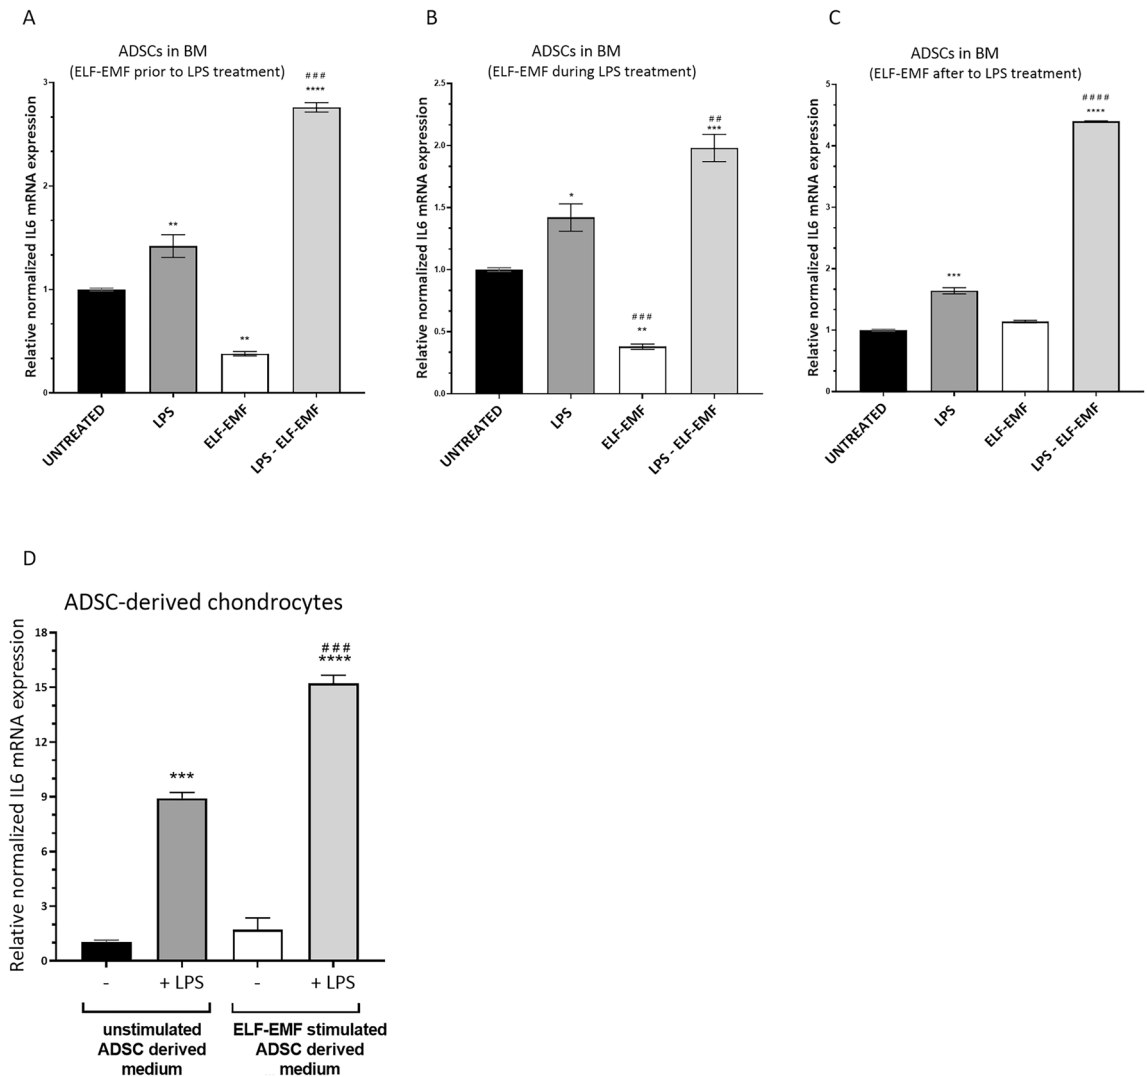 A
ADSCs in BM
(ELF-EMF prior to LPS treatment)
Relative normalized IL6 mRNA expression
3
2
1
0
**
**
###
****
UNTREATED
LPS
ELF-EMF
LPS - ELF-EMF
B
ADSCs in BM
(ELF-EMF during LPS treatment)
Relative normalized IL6 mRNA expression
2.5
2.0
1.5
1.0
0.5
0.0
*
###
**
##
***
UNTREATED
LPS
ELF-EMF
LPS - ELF-EMF
C
ADSCs in BM
(ELF-EMF after to LPS treatment)
Relative normalized IL6 mRNA expression
5
4
3
2
1
0
***
####
****
UNTREATED
LPS
ELF-EMF
LPS - ELF-EMF
D
ADSC-derived chondrocytes
Relative normalized IL6 mRNA expression
18
15
12
9
6
3
0
***
###
****
- + LPS - + LPS
unstimulated
ADSC derived
medium
ELF-EMF stimulated
ADSC derived
medium